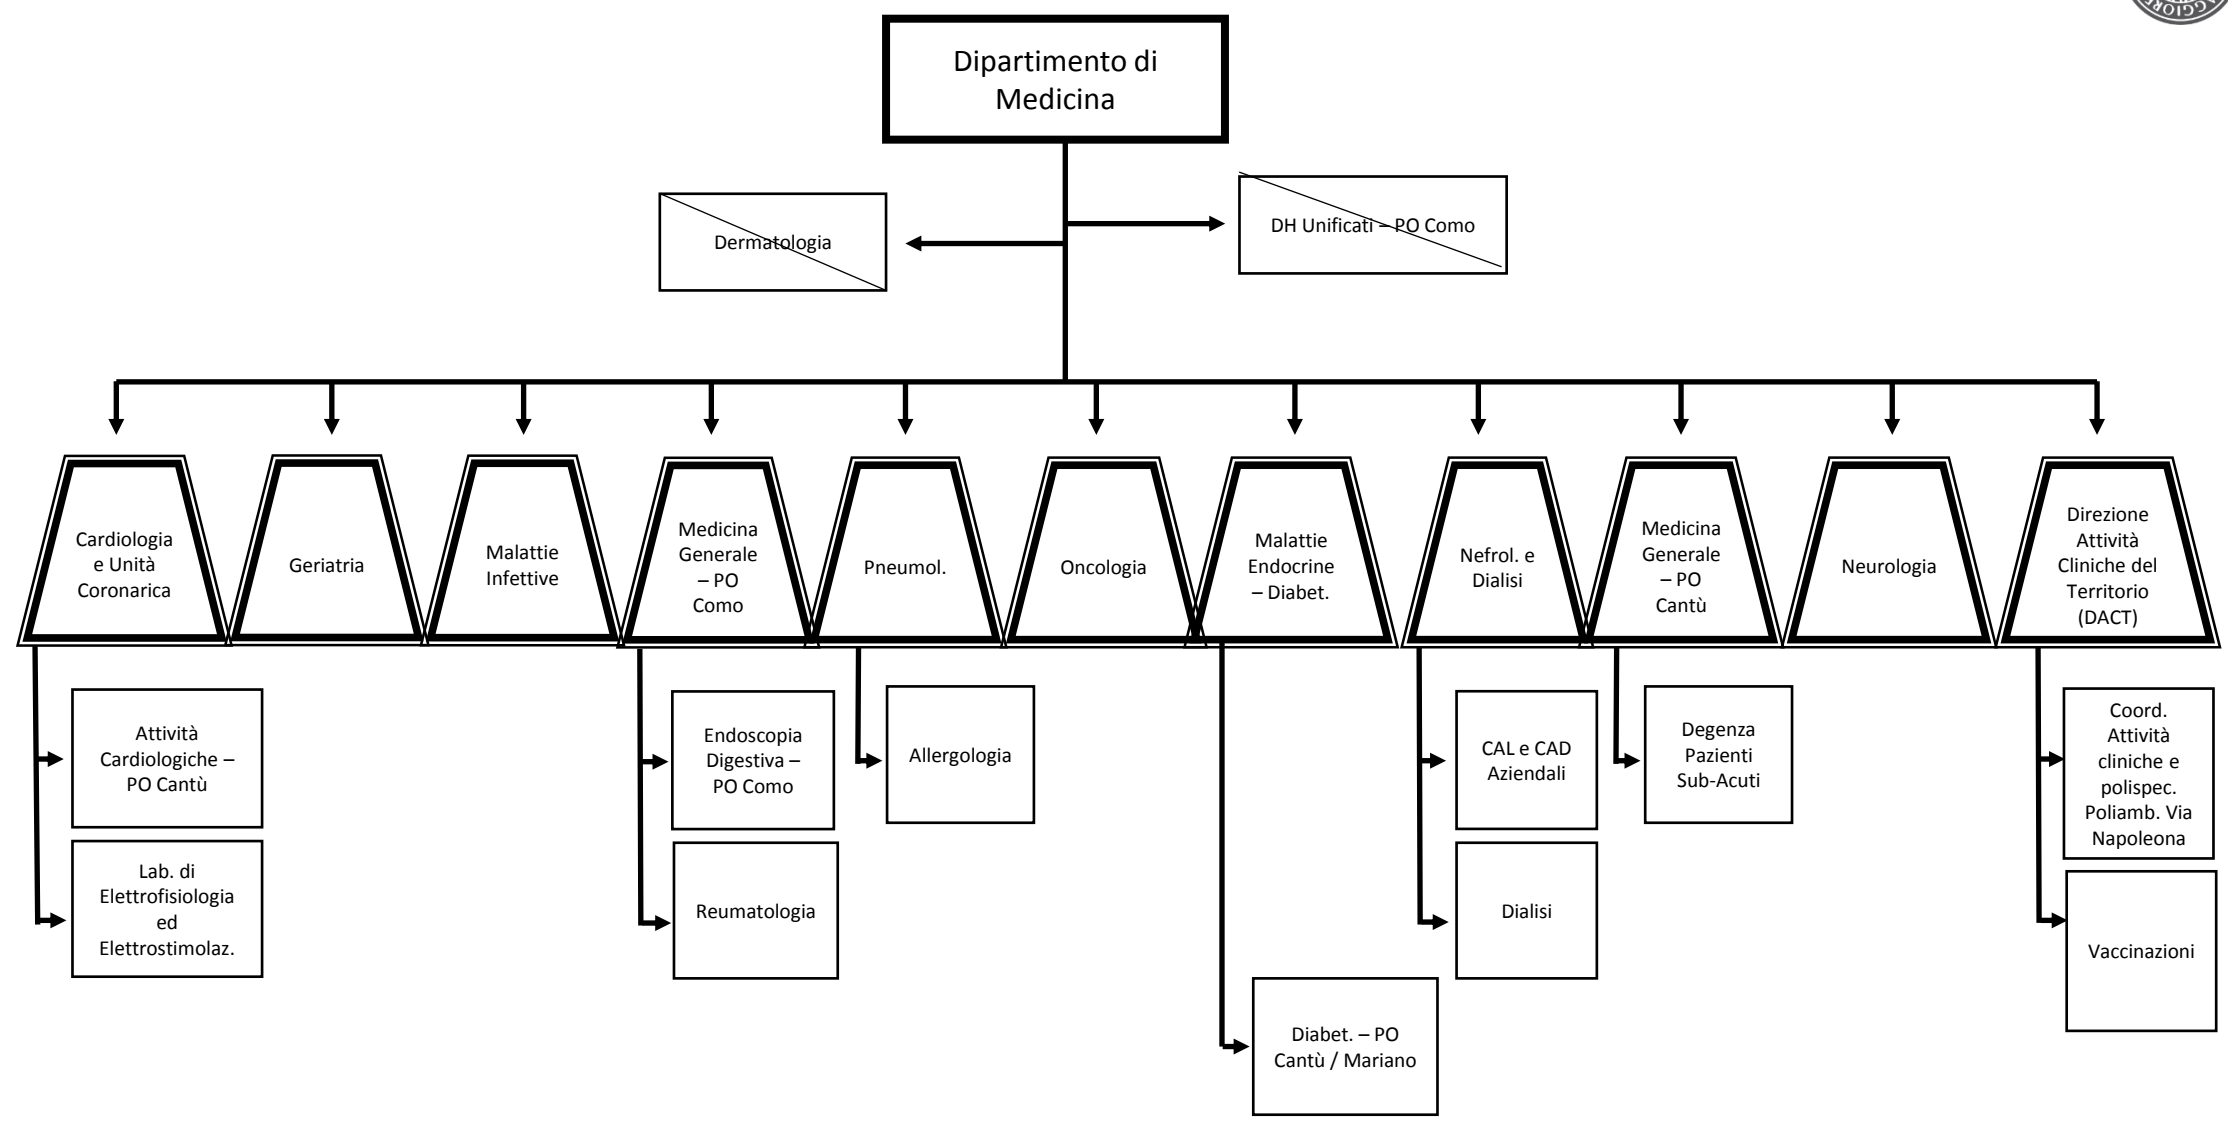 Dipartimento di
Medicina
Dermatologia
DH Unificati – PO Como
Cardiologia
e Unità
Coronarica
Geriatria
Malattie
Infettive
Medicina
Generale
– PO
Como
Pneumol.
Oncologia
Malattie
Endocrine
– Diabet.
Nefrol. e
Dialisi
Medicina
Generale
– PO
Cantù
Neurologia
Direzione
Attività
Cliniche del
Territorio
(DACT)
Attività
Cardiologiche –
PO Cantù
Lab. di
Elettrofisiologia
ed
Elettrostimolaz.
Endoscopia
Digestiva –
PO Como
Reumatologia
Allergologia
Diabet. – PO
Cantù / Mariano
CAL e CAD
Aziendali
Dialisi
Degenza
Pazienti
Sub-Acuti
Coord.
Attività
cliniche e
polispec.
Poliamb. Via
Napoleona
Vaccinazioni